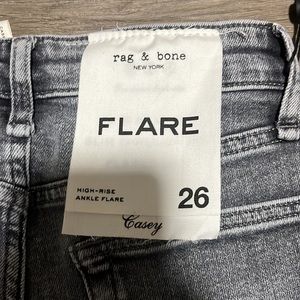 rag & bone
NEW YORK
FLARE
HIGH-RISE
ANKLE FLARE
26
Casey